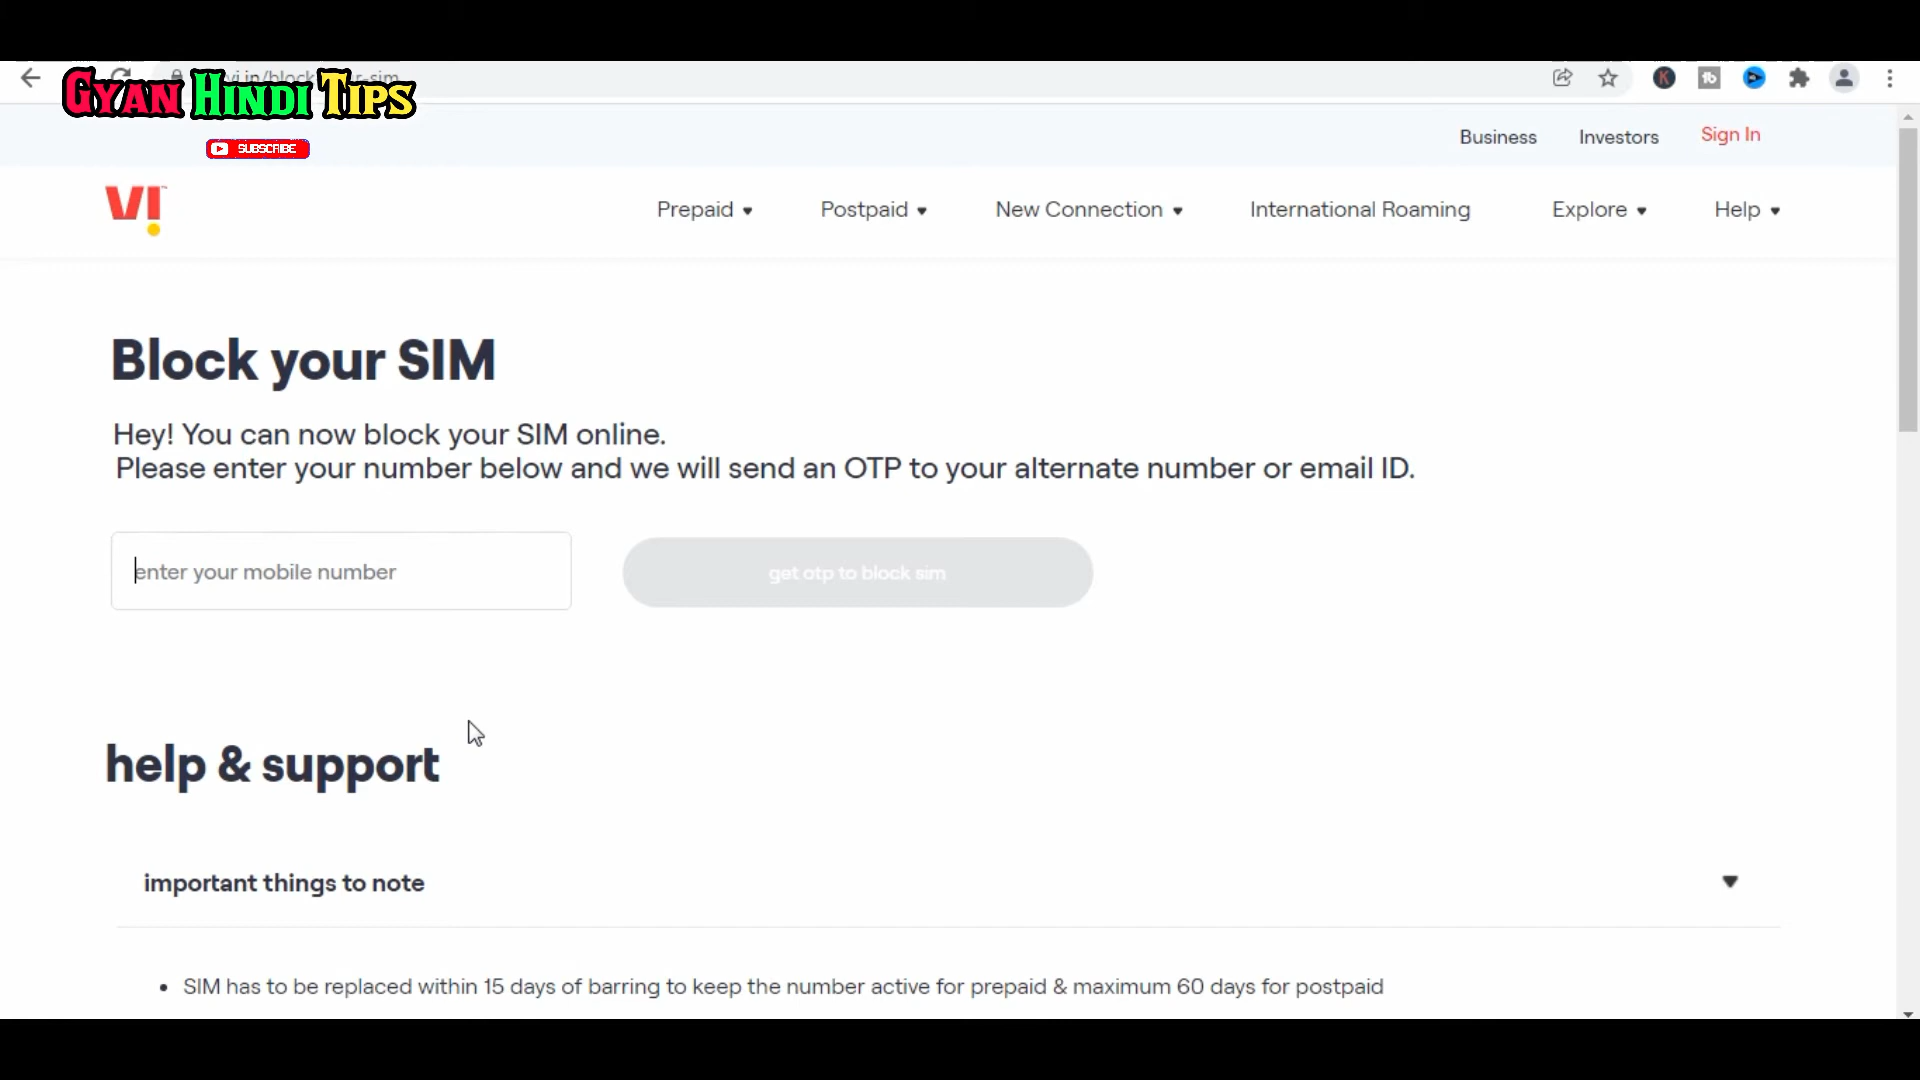 GYAN HINDI TIPS
SUBSCRIBE
Business Investors Sign In
VI
Prepaid Postpaid New Connection International Roaming Explore Help
Block your SIM
Hey! You can now block your SIM online.
Please enter your number below and we will send an OTP to your alternate number or email ID.
enter your mobile number
get otp to block sim
help & support
important things to note
• SIM has to be replaced within 15 days of barring to keep the number active for prepaid & maximum 60 days for postpaid